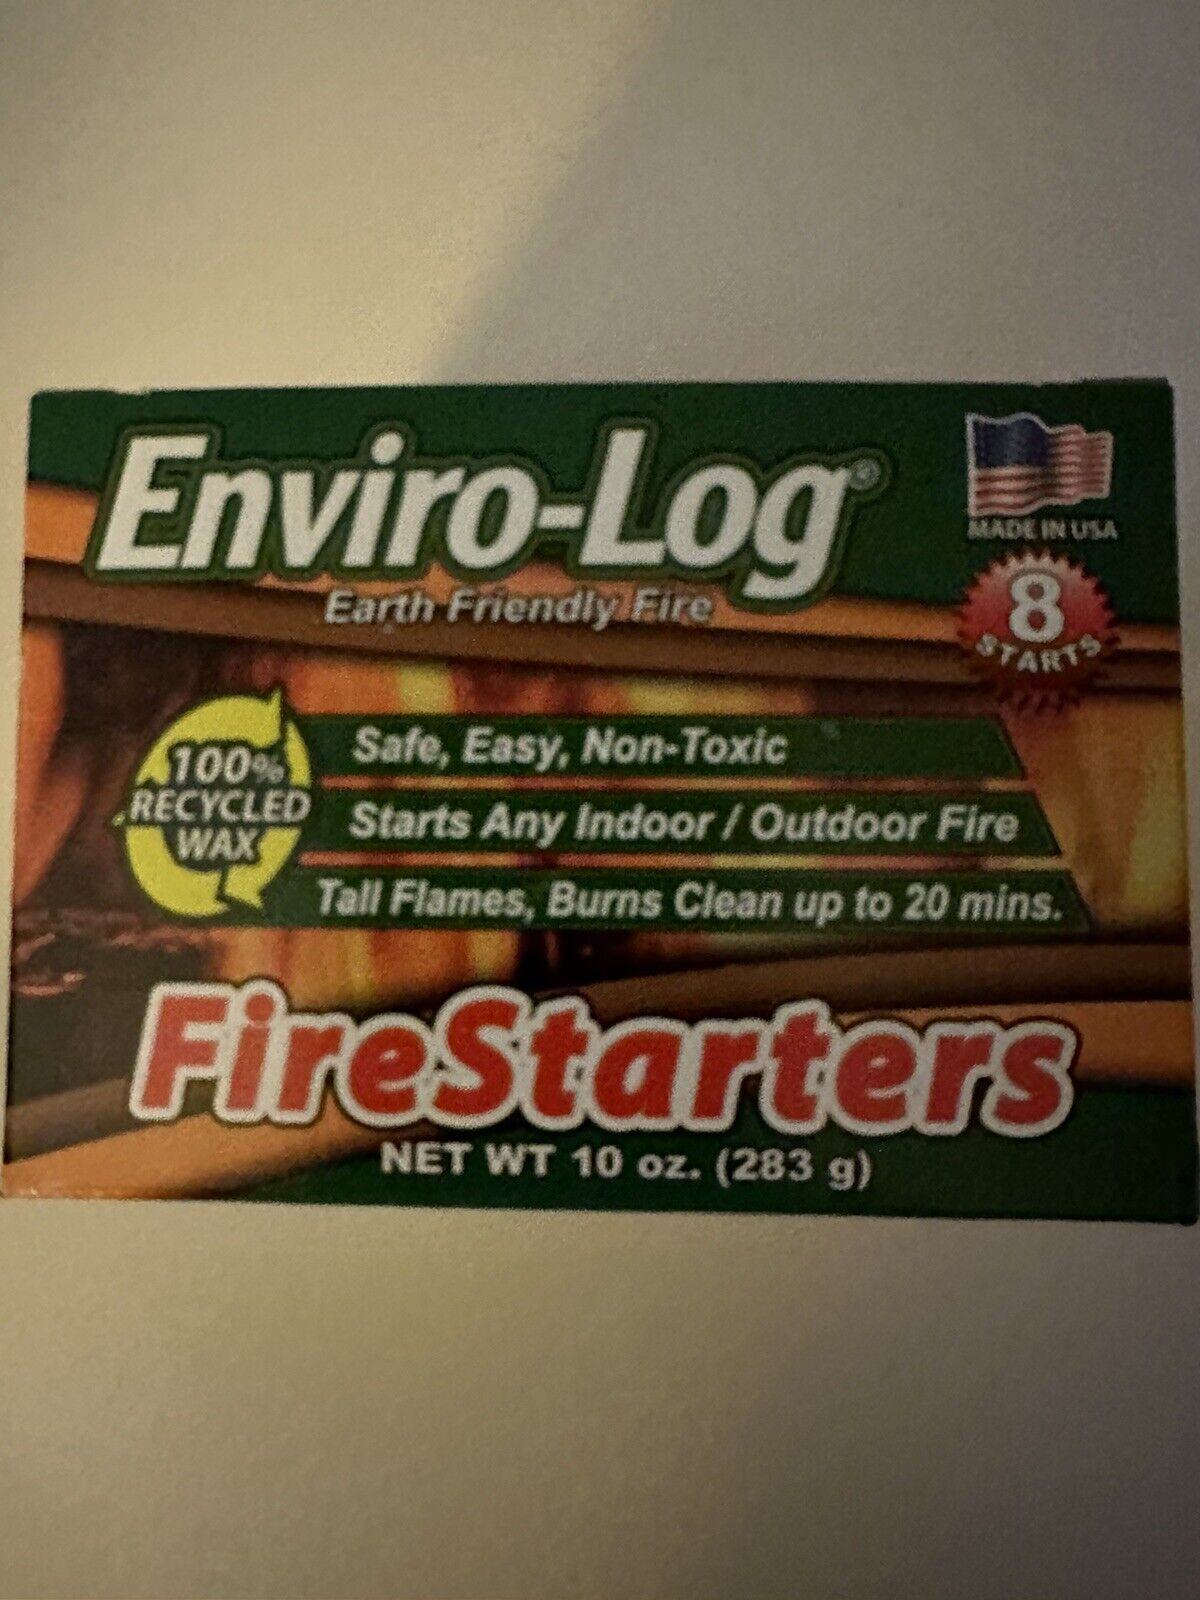 Enviro-Log®
Earth Friendly Fire
MADE IN USA
8
STARTS
100%
RECYCLED
WAX
Safe, Easy, Non-Toxic
Starts Any Indoor / Outdoor Fire
Tall Flames, Burns Clean up to 20 mins.
FireStarters
NET WT 10 oz. (283 g)